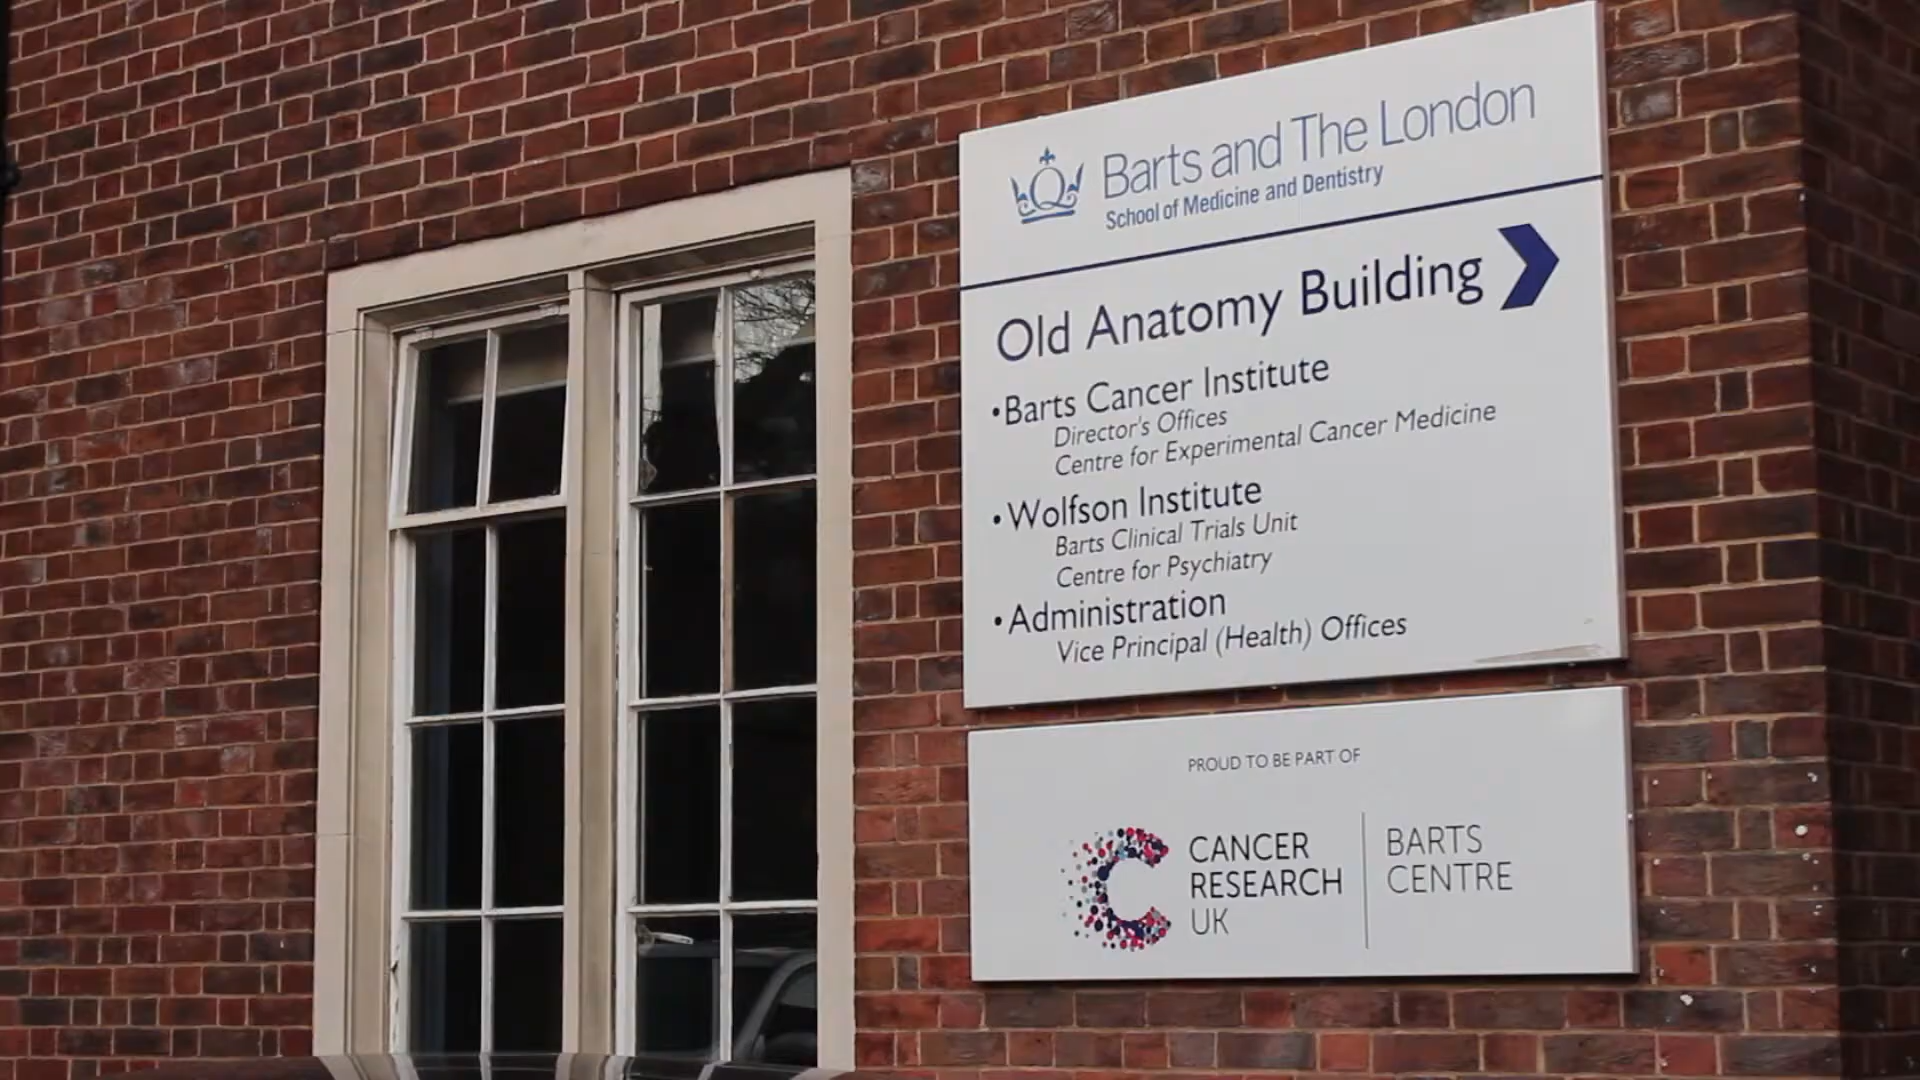 Barts and The London
School of Medicine and Dentistry
Old Anatomy Building
•Barts Cancer Institute
Director's Offices
Centre for Experimental Cancer Medicine
•Wolfson Institute
Barts Clinical Trials Unit
Centre for Psychiatry
•Administration
Vice Principal (Health) Offices
PROUD TO BE PART OF
CANCER
RESEARCH
UK
BARTS
CENTRE